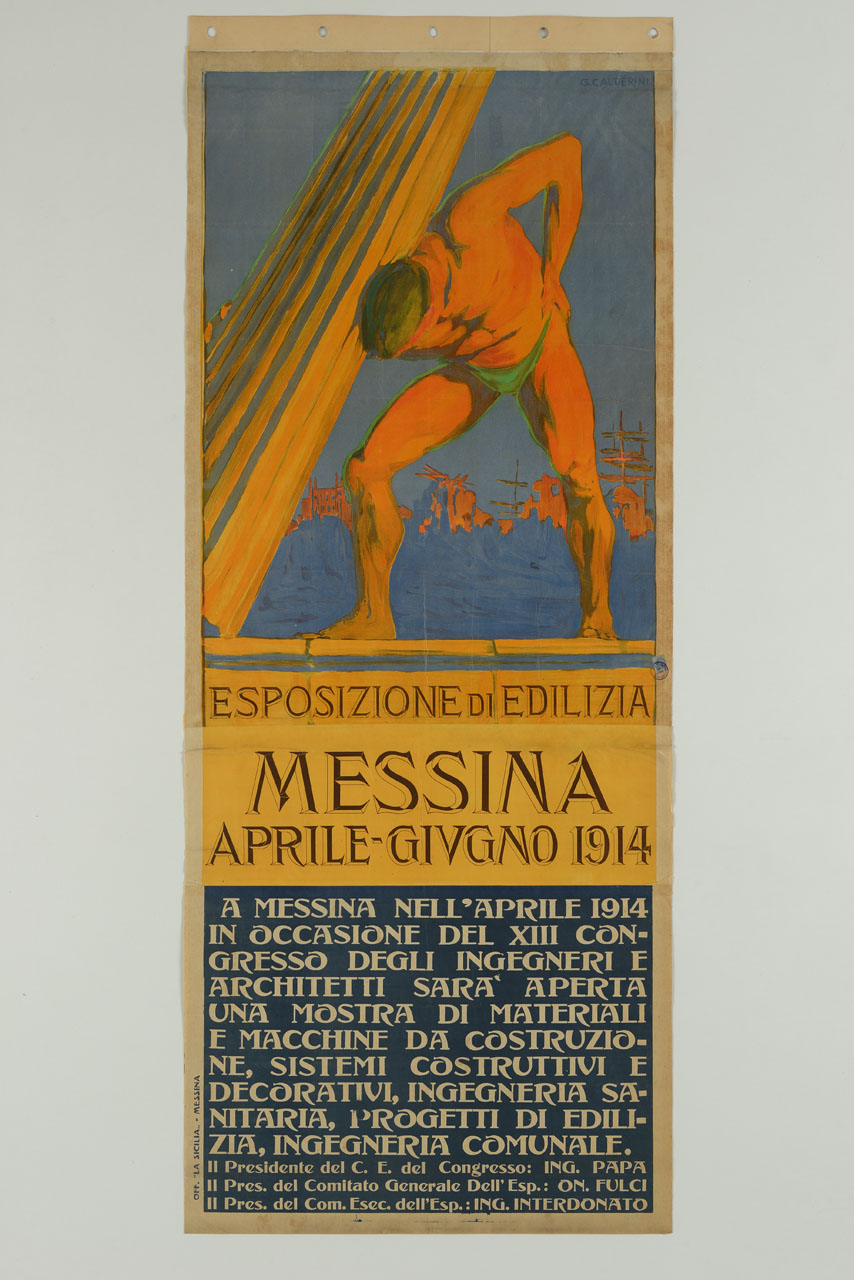 G. CALDERINI
ESPOSIZIONE DI EDILIZIA
MESSINA
APRILE-GIVGNO 1914
A MESSINA NELL'APRILE 1914
IN OCCASIONE DEL XIII CON-
GRESSO DEGLI INGEGNERI E
ARCHITETTI SARA' APERTA
UNA MOSTRA DI MATERIALI
E MACCHINE DA COSTRUZIO-
NE, SISTEMI COSTRUTTIVI E
DECORATIVI, INGEGNERIA SA-
NITARIA, PROGETTI DI EDILI-
ZIA, INGEGNERIA COMUNALE.
Il Presidente del C. E. del Congresso: ING. PAPA
Il Pres. del Comitato Generale Dell'Esp.: ON. FULCI
Il Pres. del Com. Esec. dell'Esp.: ING. INTERDONATO
OFF. "LA SICILIA„ - MESSINA